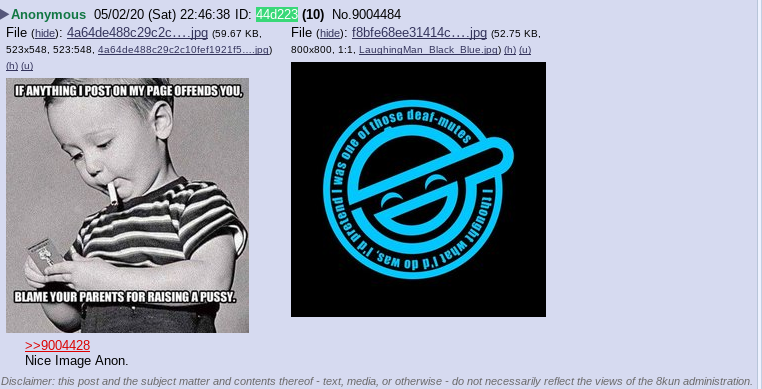 Anonymous 05/02/20 (Sat) 22:46:38 ID: 44d223 (10) No.9004484
File (hide): 4a64de488c29c2c….jpg (59.67 KB, 523x548, 523:548, 4a64de488c29c2c10fef1921f5….jpg) (h) (u)
File (hide): f8bfe68ee31414c….jpg (52.75 KB, 800x800, 1:1, LaughingMan_Black_Blue.jpg) (h) (u)
IF ANYTHING I POST ON MY PAGE OFFENDS YOU,
BLAME YOUR PARENTS FOR RAISING A PUSSY.
I thought what I'd do was, I'd pretend I was one of those deaf-mutes
>>9004428
Nice Image Anon.
Disclaimer: this post and the subject matter and contents thereof - text, media, or otherwise - do not necessarily reflect the views of the 8kun administration.